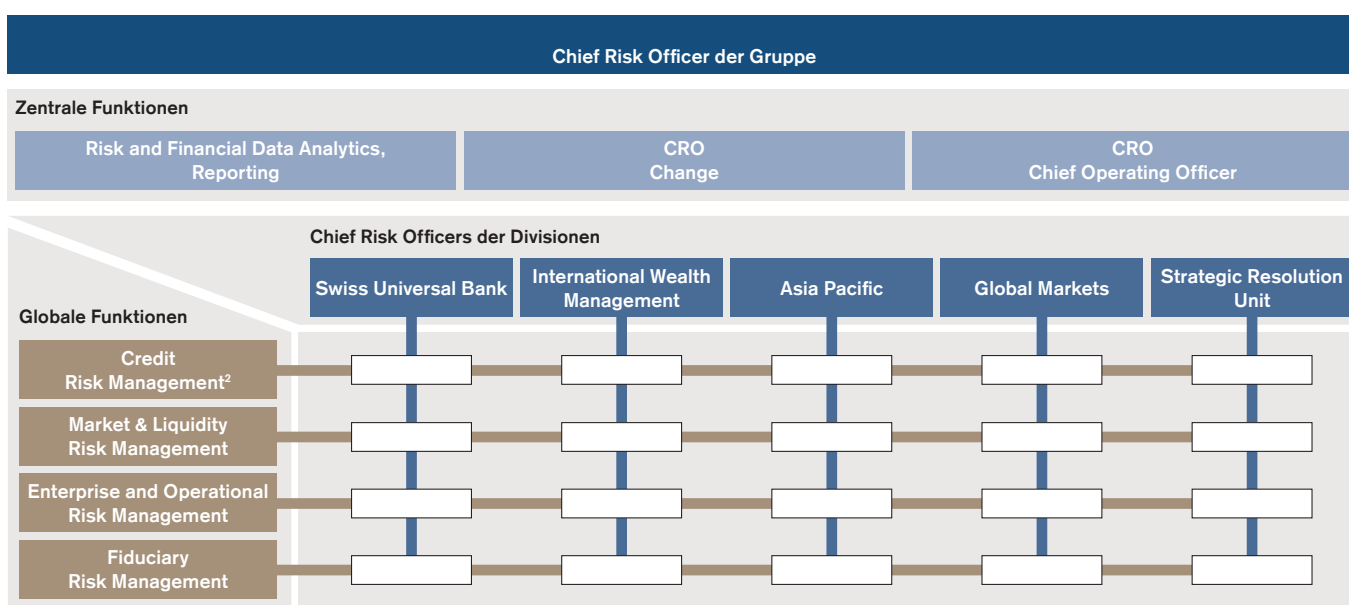 Chief Risk Officer der Gruppe
Zentrale Funktionen
Risk and Financial Data Analytics,
Reporting
CRO
Change
CRO
Chief Operating Officer
Chief Risk Officers der Divisionen
Swiss Universal Bank
International Wealth
Management
Asia Pacific
Global Markets
Strategic Resolution
Unit
Globale Funktionen
Credit
Risk Management²
Market & Liquidity
Risk Management
Enterprise and Operational
Risk Management
Fiduciary
Risk Management